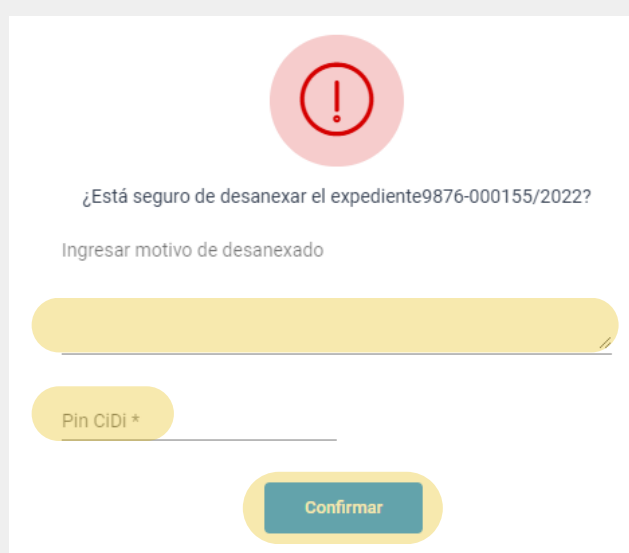 ¿Está seguro de desanexar el expediente9876-000155/2022?
Ingresar motivo de desanexado
Pin CiDi *
Confirmar